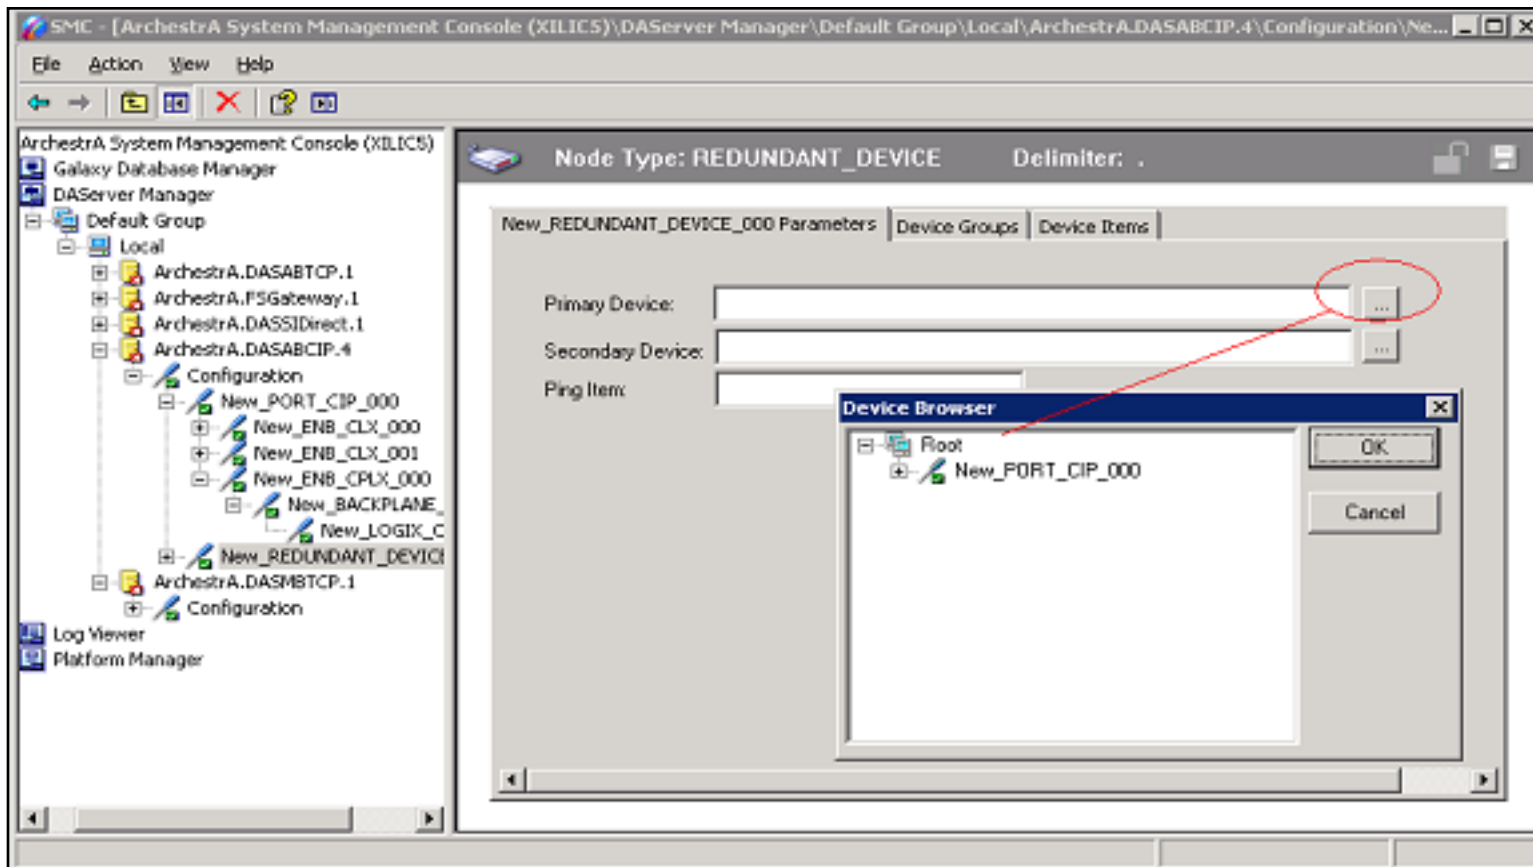 SMC - [ArchestrA System Management Console (XILIC5)\DAServer Manager\Default Group\Local\ArchestrA.DASABCIP.4\Configuration\Ne...
File Action View Help
ArchestrA System Management Console (XILIC5)
Galaxy Database Manager
DAServer Manager
Default Group
Local
ArchestrA.DASABTCP.1
ArchestrA.FSGateway.1
ArchestrA.DASSIDirect.1
ArchestrA.DASABCIP.4
Configuration
New_PORT_CIP_000
New_ENB_CLX_000
New_ENB_CLX_001
New_ENB_CPLX_000
New_BACKPLANE_
New_LOGIX_C
New_REDUNDANT_DEVICE
ArchestrA.DASMBTCP.1
Configuration
Log Viewer
Platform Manager
Node Type: REDUNDANT_DEVICE Delimiter: .
New_REDUNDANT_DEVICE_000 Parameters Device Groups Device Items
Primary Device: ...
Secondary Device: ...
Ping Item:
Device Browser
Root
New_PORT_CIP_000
OK
Cancel